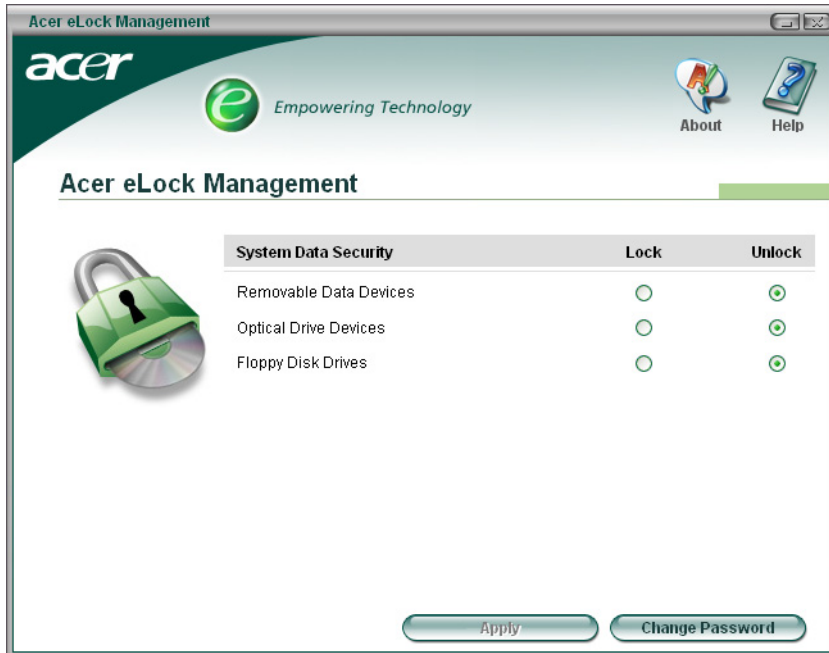 Acer eLock Management
acer
e Empowering Technology
About Help
Acer eLock Management
System Data Security Lock Unlock
Removable Data Devices
Optical Drive Devices
Floppy Disk Drives
Apply Change Password